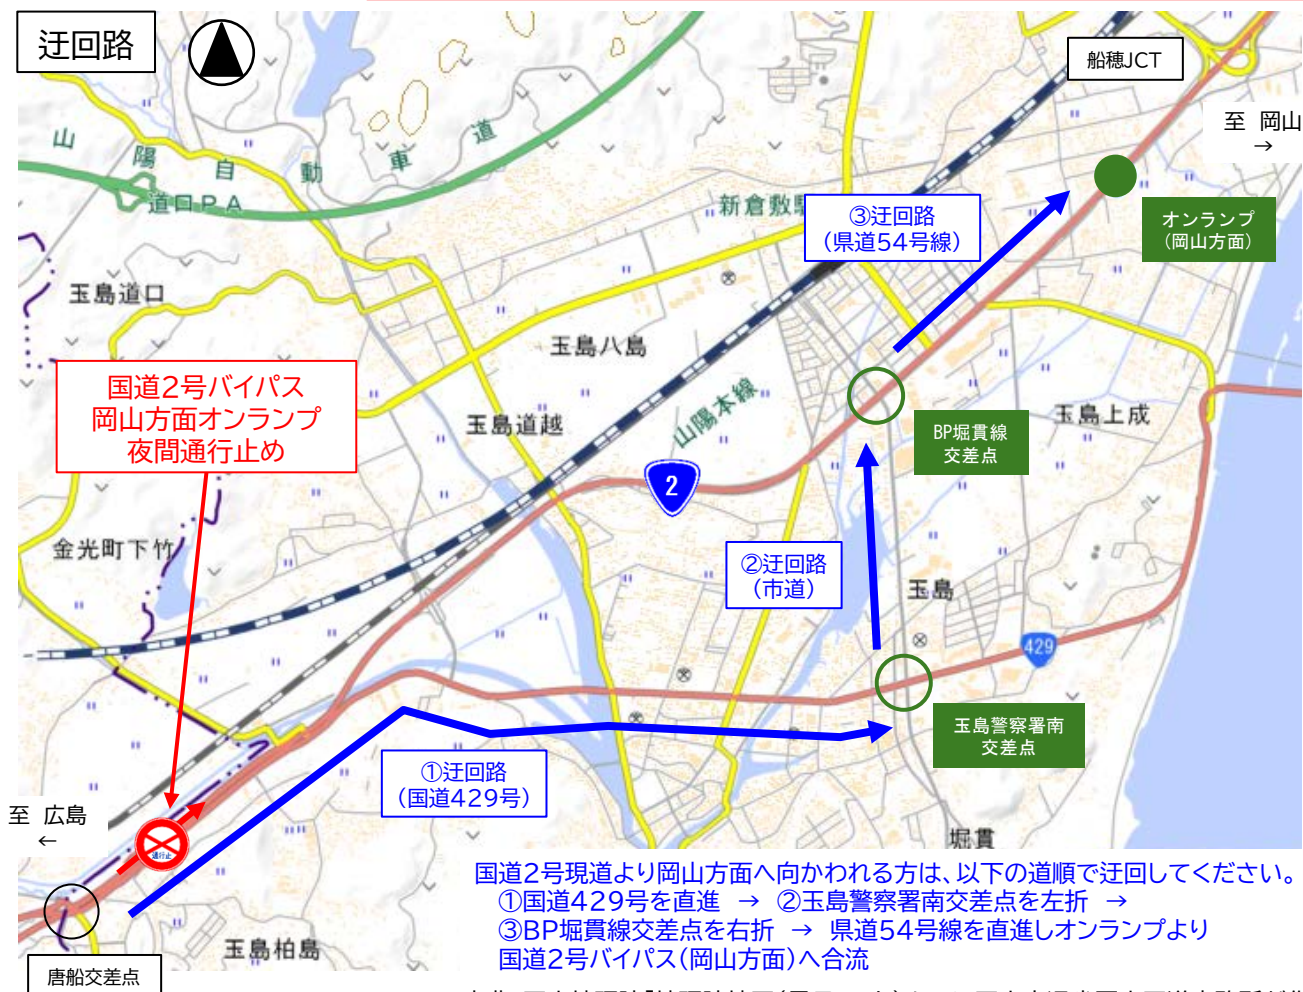 迂回路
船穂JCT
至 岡山
→
山陽自動車道
道口PA
新倉敷駅
③迂回路
(県道54号線)
オンランプ
(岡山方面)
玉島道口
玉島八島
国道2号バイパス
岡山方面オンランプ
夜間通行止め
玉島道越
山陽本線
玉島上成
BP堀貫線
交差点
2
金光町下竹
②迂回路
(市道)
玉島
429
玉島警察署南
交差点
①迂回路
(国道429号)
至 広島
←
通行止
堀貫
国道2号現道より岡山方面へ向かわれる方は、以下の道順で迂回してください。
①国道429号を直進 → ②玉島警察署南交差点を左折 →
③BP堀貫線交差点を右折 → 県道54号線を直進しオンランプより
国道2号バイパス(岡山方面)へ合流
玉島柏島
唐船交差点